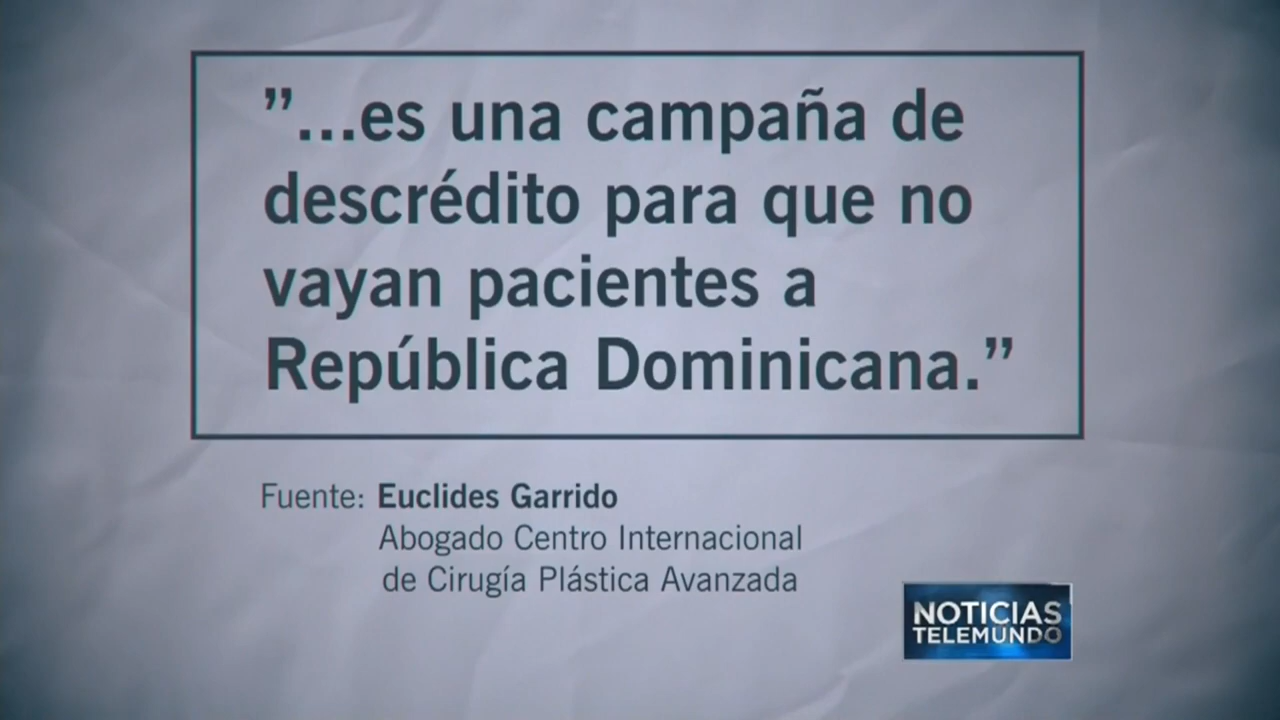 ”...es una campaña de
descrédito para que no
vayan pacientes a
República Dominicana.”
Fuente: Euclides Garrido
Abogado Centro Internacional
de Cirugía Plástica Avanzada
NOTICIAS
TELEMUNDO